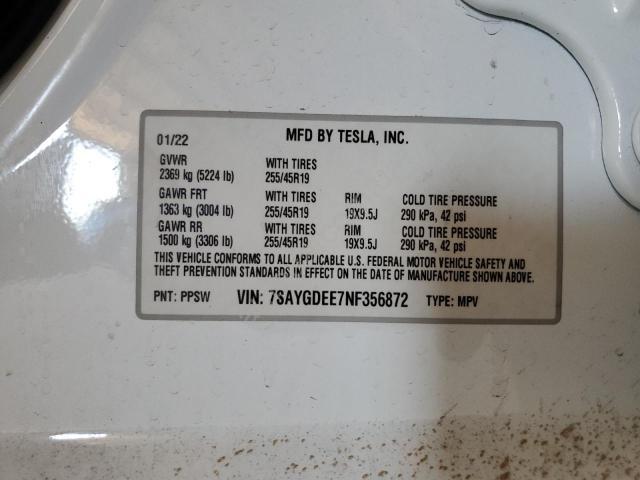 01/22 MFD BY TESLA, INC.
GVWR WITH TIRES
2369 kg (5224 lb) 255/45R19
GAWR FRT WITH TIRES RIM COLD TIRE PRESSURE
1363 kg (3004 lb) 255/45R19 19X9.5J 290 kPa, 42 psi
GAWR RR WITH TIRES RIM COLD TIRE PRESSURE
1500 kg (3306 lb) 255/45R19 19X9.5J 290 kPa, 42 psi
THIS VEHICLE CONFORMS TO ALL APPLICABLE U.S. FEDERAL MOTOR VEHICLE SAFETY AND
THEFT PREVENTION STANDARDS IN EFFECT ON THE DATE OF MANUFACTURE SHOWN ABOVE.
PNT: PPSW VIN: 7SAYGDEE7NF356872 TYPE: MPV